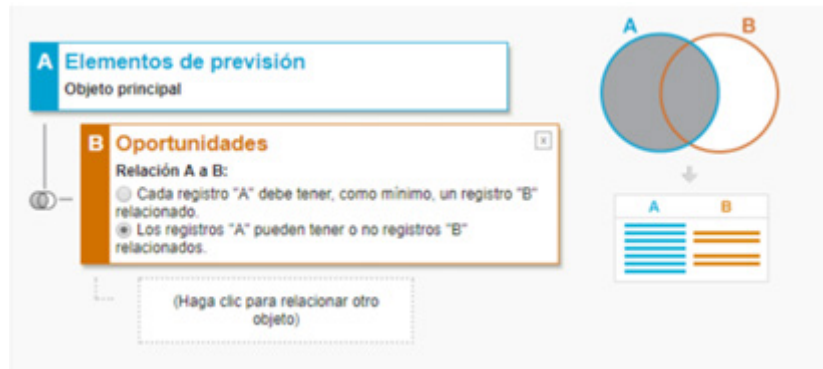 A Elementos de previsión
Objeto principal
B Oportunidades
x
Relación A a B:
Cada registro "A" debe tener, como mínimo, un registro "B"
relacionado.
Los registros "A" pueden tener o no registros "B"
relacionados.
(Haga clic para relacionar otro
objeto)
A B
A B